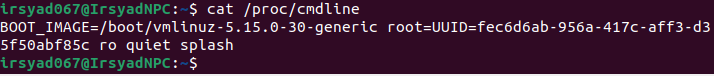 irsyad067@IrsyadNPC:~$ cat /proc/cmdline
BOOT_IMAGE=/boot/vmlinuz-5.15.0-30-generic root=UUID=fec6d6ab-956a-417c-aff3-d3
5f50abf85c ro quiet splash
irsyad067@IrsyadNPC:~$